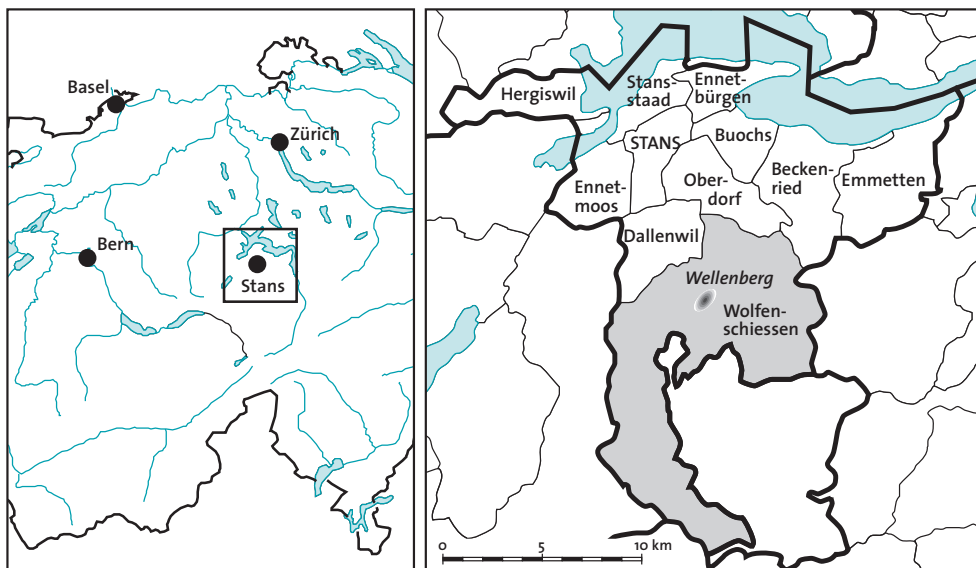 Basel
Zürich
Bern
Stans
Hergiswil
Stans-
staad
Ennet-
bürgen
STANS
Buochs
Ennet-
moos
Ober-
dorf
Becken-
ried
Emmetten
Dallenwil
Wellenberg
Wolfen-
schiessen
0
5
10 km